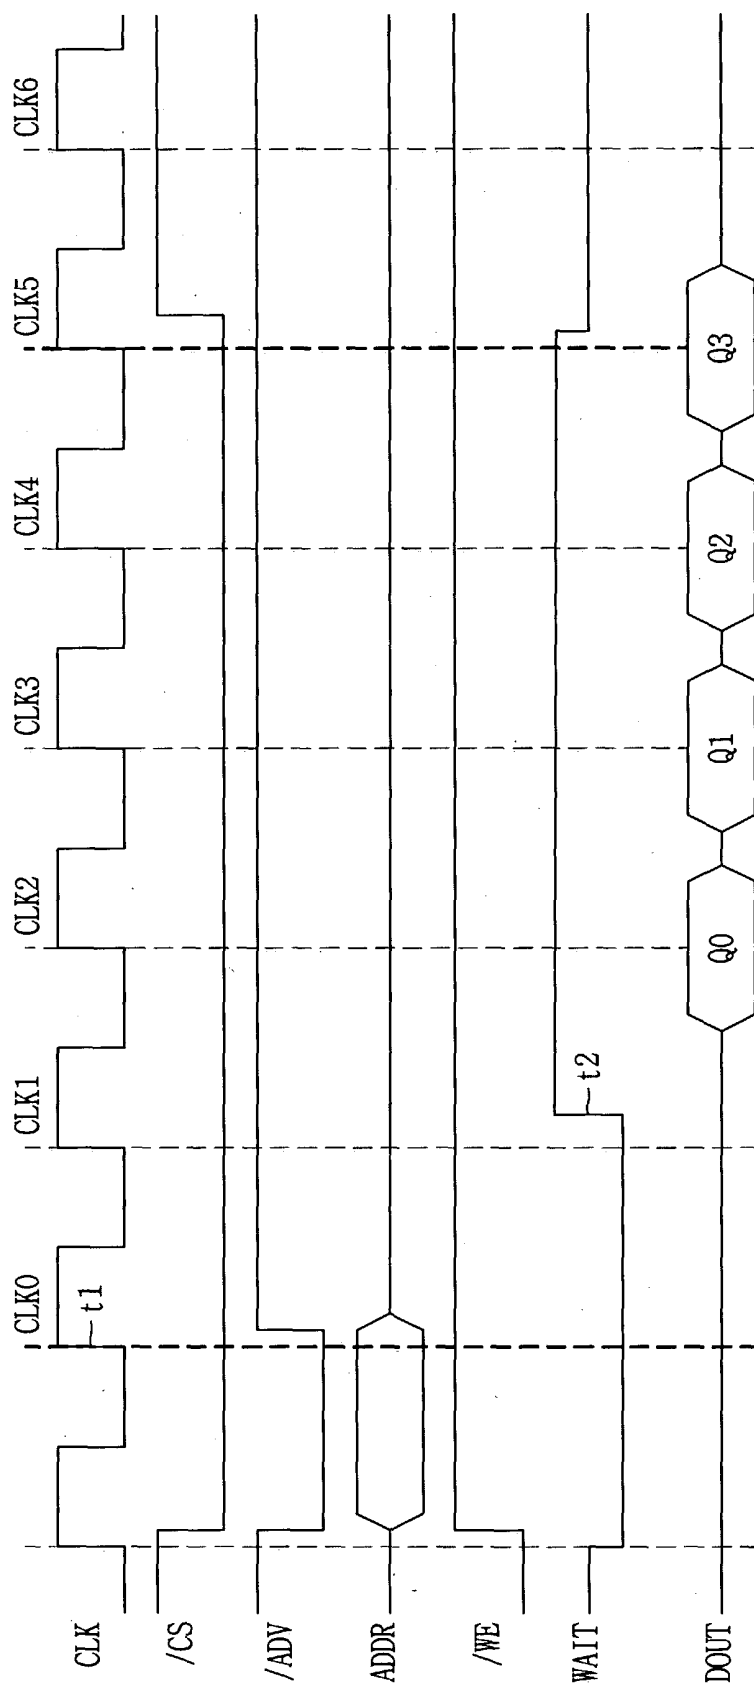 CLK0 CLK1 CLK2 CLK3 CLK4 CLK5 CLK6
t1
CLK
/CS
/ADV
ADDR
/WE
WAIT
t2
DOUT
Q0 Q1 Q2 Q3